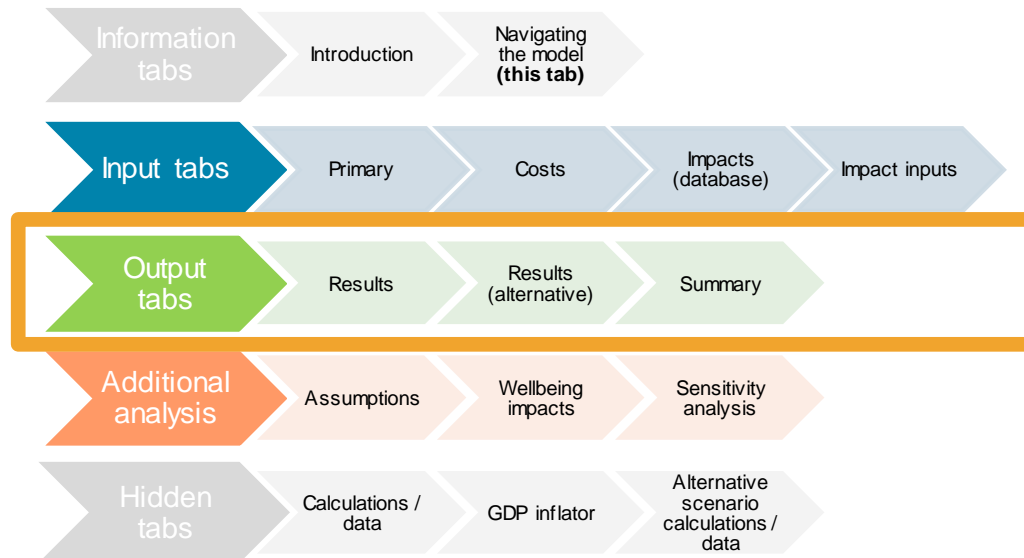 Information
tabs
Introduction
Navigating
the model
(this tab)
Input tabs
Primary
Costs
Impacts
(database)
Impact inputs
Output
tabs
Results
Results
(alternative)
Summary
Additional
analysis
Assumptions
Wellbeing
impacts
Sensitivity
analysis
Hidden
tabs
Calculations /
data
GDP inflator
Alternative
scenario
calculations /
data